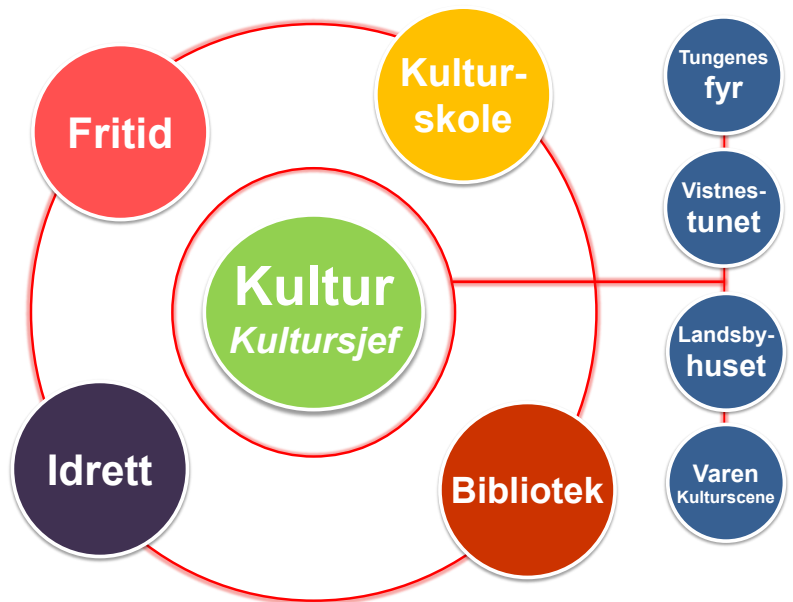 Fritid
Kultur-
skole
Kultur
Kultursjef
Idrett
Bibliotek
Tungenes
fyr
Vistnes-
tunet
Landsby-
huset
Varen
Kulturscene